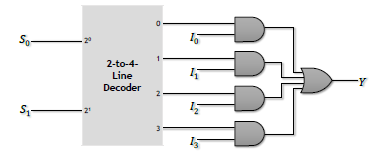 S₀
2⁰
S₁
2¹
2-to-4-
Line
Decoder
0
I₀
1
I₁
2
I₂
3
I₃
Y